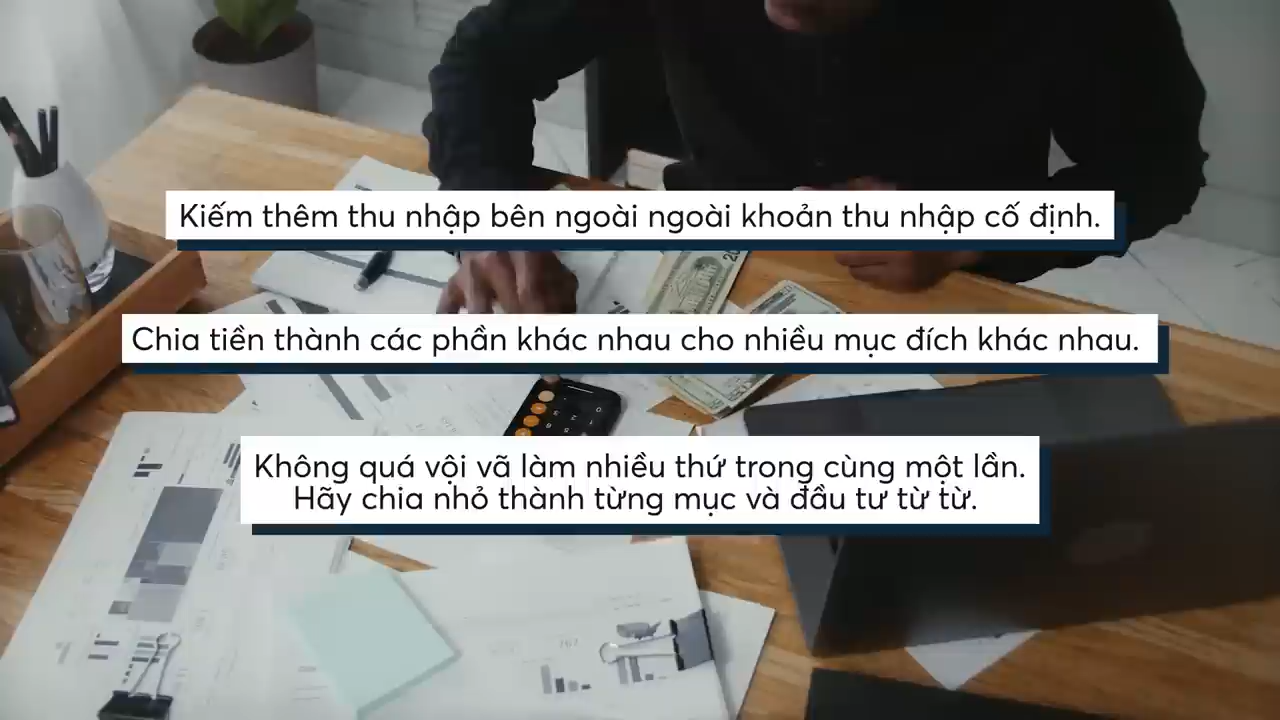 Kiếm thêm thu nhập bên ngoài ngoài khoản thu nhập cố định.
Chia tiền thành các phần khác nhau cho nhiều mục đích khác nhau.
Không quá vội vã làm nhiều thứ trong cùng một lần.
Hãy chia nhỏ thành từng mục và đầu tư từ từ.